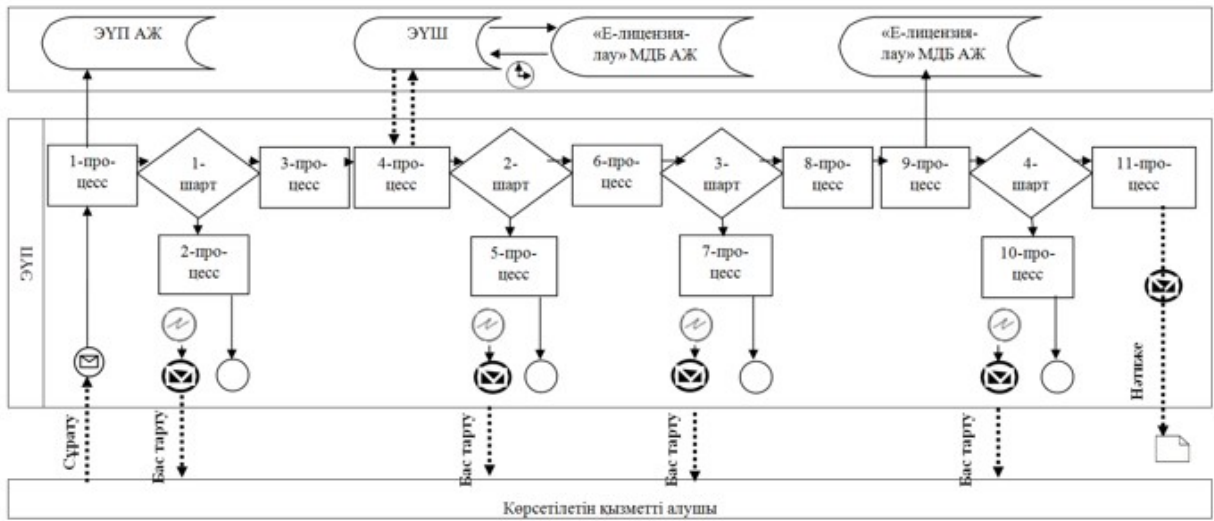 ЭҮП АЖ
ЭҮШ
«Е-лицензия-
лау» МДБ АЖ
«Е-лицензия-
лау» МДБ АЖ
ЭҮП
1-про-
цесс
1-
шарт
3-про-
цесс
4-про-
цесс
2-
шарт
6-про-
цесс
3-
шарт
8-про-
цесс
9-про-
цесс
4-
шарт
11-про-
цесс
2-про-
цесс
5-про-
цесс
7-про-
цесс
10-про-
цесс
Сұрату
Бас тарту
Бас тарту
Бас тарту
Бас тарту
Нәтиже
Көрсетілетін қызметті алушы